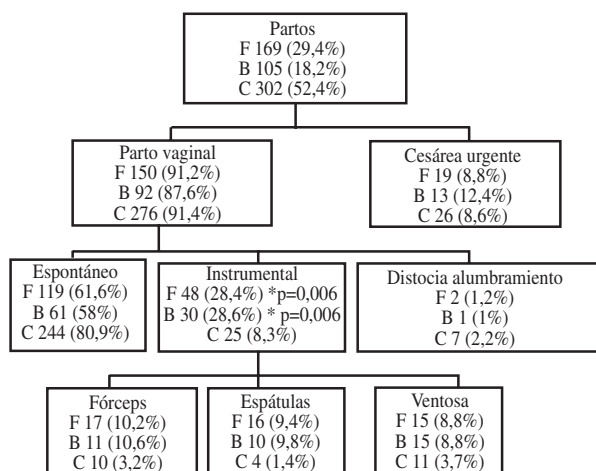 Partos
F 169 (29,4%)
B 105 (18,2%)
C 302 (52,4%)
Parto vaginal
F 150 (91,2%)
B 92 (87,6%)
C 276 (91,4%)
Cesárea urgente
F 19 (8,8%)
B 13 (12,4%)
C 26 (8,6%)
Espontáneo
F 119 (61,6%)
B 61 (58%)
C 244 (80,9%)
Instrumental
F 48 (28,4%) *p=0,006
B 30 (28,6%) * p=0,006
C 25 (8,3%)
Distocia alumbramiento
F 2 (1,2%)
B 1 (1%)
C 7 (2,2%)
Fórceps
F 17 (10,2%)
B 11 (10,6%)
C 10 (3,2%)
Espátulas
F 16 (9,4%)
B 10 (9,8%)
C 4 (1,4%)
Ventosa
F 15 (8,8%)
B 15 (8,8%)
C 11 (3,7%)